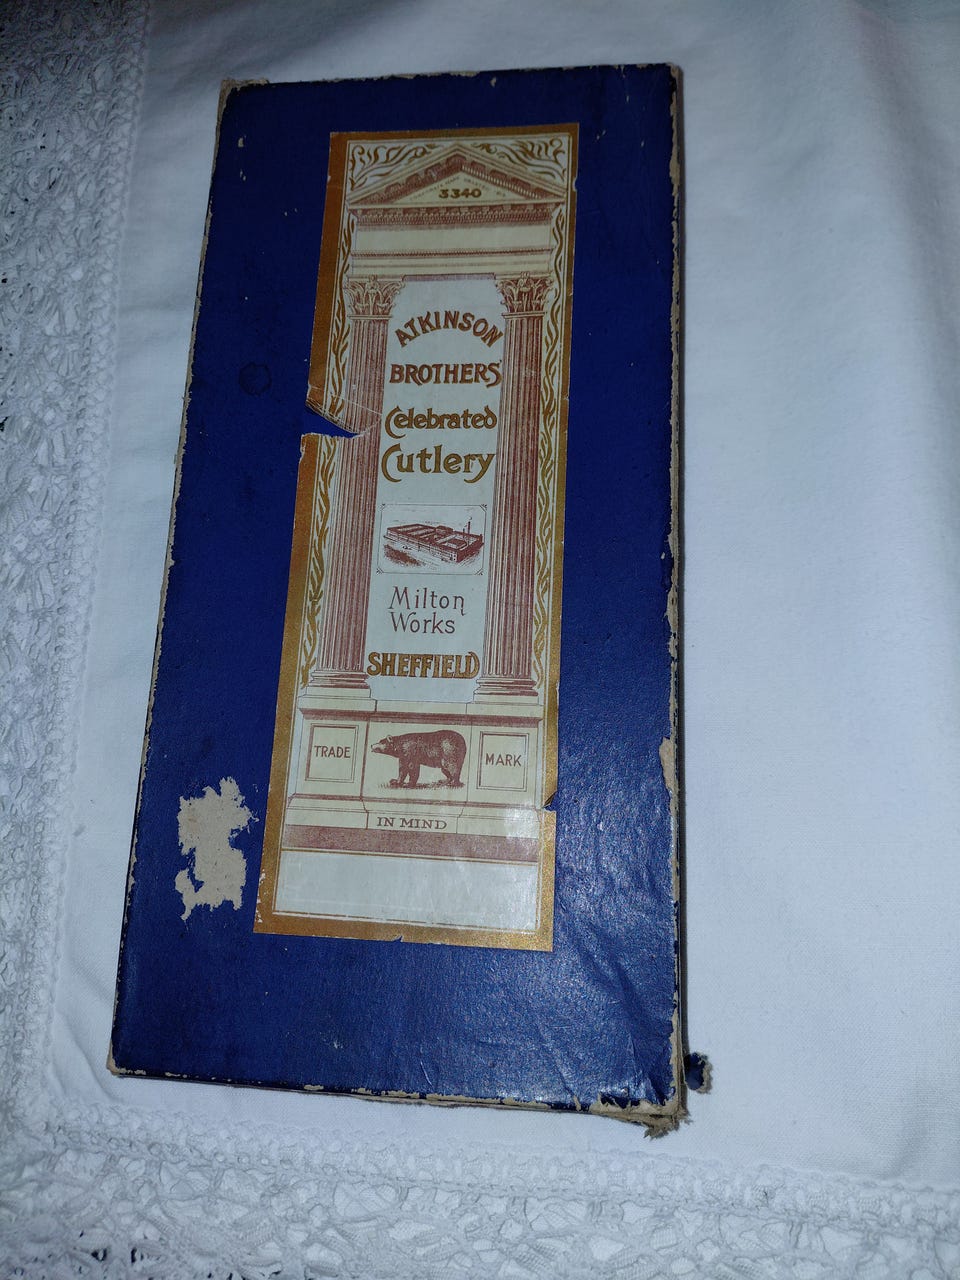 3340
ATKINSON
BROTHERS'
Celebrated
Cutlery
Milton
Works
SHEFFIELD
TRADE MARK
IN MIND